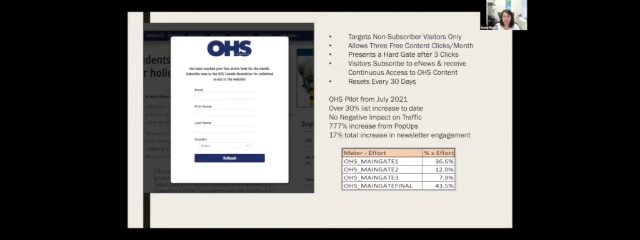 OHS
You have reached your free article limit for the month.
Subscribe now to the OHS Canada Newsletter for unlimited
access to the website!
Email
First Name
Last Name
Country
Submit
• Targets Non-Subscriber Visitors Only
• Allows Three Free Content Clicks/Month
• Presents a Hard Gate after 3 Clicks
• Visitors Subscribe to eNews & receive
Continuous Access to OHS Content
• Resets Every 30 Days
OHS Pilot from July 2021
Over 30% list increase to date
No Negative Impact on Traffic
777% increase from PopUps
17% total increase in newsletter engagement
Meter - Effort % x Effort
OHS_MAINGATE1 36.6%
OHS_MAINGATE2 12.0%
OHS_MAINGATE3 7.9%
OHS_MAINGATEFINAL 43.5%